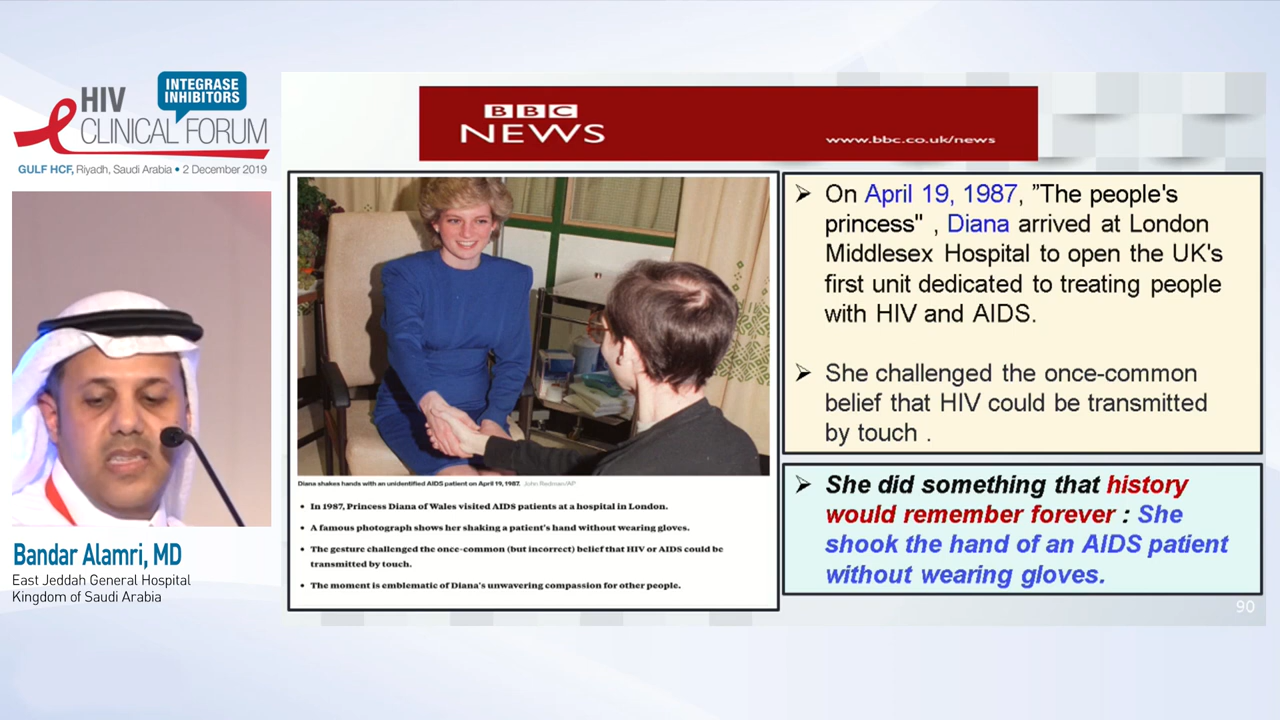 HIV
INTEGRASE
INHIBITORS
CLINICAL FORUM
GULF HCF, Riyadh, Saudi Arabia • 2 December 2019
Bandar Alamri, MD
East Jeddah General Hospital
Kingdom of Saudi Arabia
BBC
NEWS
www.bbc.co.uk/news
Diana shakes hands with an unidentified AIDS patient on April 19, 1987. John Redman/AP
• In 1987, Princess Diana of Wales visited AIDS patients at a hospital in London.
• A famous photograph shows her shaking a patient's hand without wearing gloves.
• The gesture challenged the once-common (but incorrect) belief that HIV or AIDS could be
transmitted by touch.
• The moment is emblematic of Diana's unwavering compassion for other people.
➢ On April 19, 1987, ”The people's
princess" , Diana arrived at London
Middlesex Hospital to open the UK's
first unit dedicated to treating people
with HIV and AIDS.
➢ She challenged the once-common
belief that HIV could be transmitted
by touch .
➢ She did something that history
would remember forever : She
shook the hand of an AIDS patient
without wearing gloves.
90